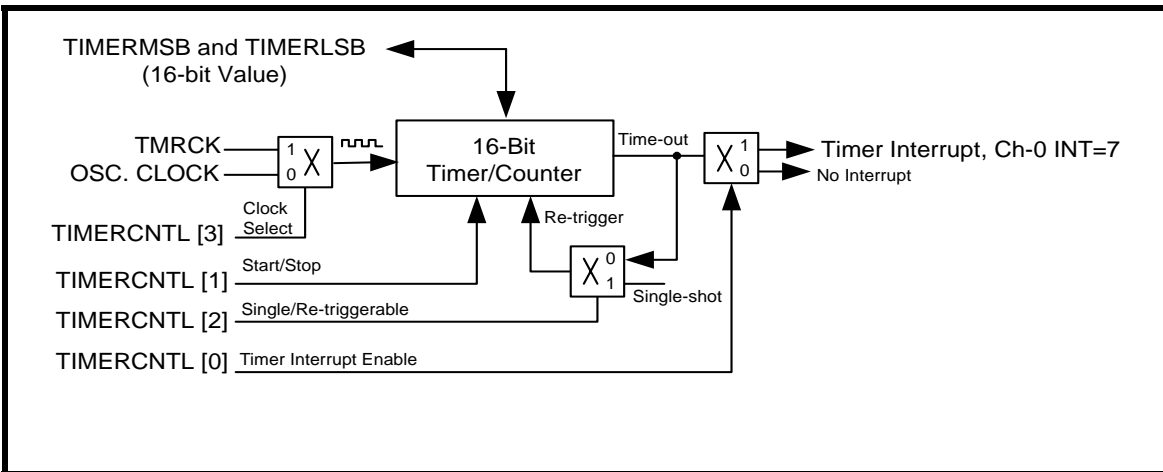 TIMERMSB and TIMERLSB
(16-bit Value)
TMRCK
OSC. CLOCK
1
0
X
16-Bit
Timer/Counter
Time-out
X
1
0
Timer Interrupt, Ch-0 INT=7
No Interrupt
Clock
Select
TIMERCNTL [3]
Re-trigger
X
0
1
Single-shot
TIMERCNTL [1]
Start/Stop
TIMERCNTL [2]
Single/Re-triggerable
TIMERCNTL [0]
Timer Interrupt Enable